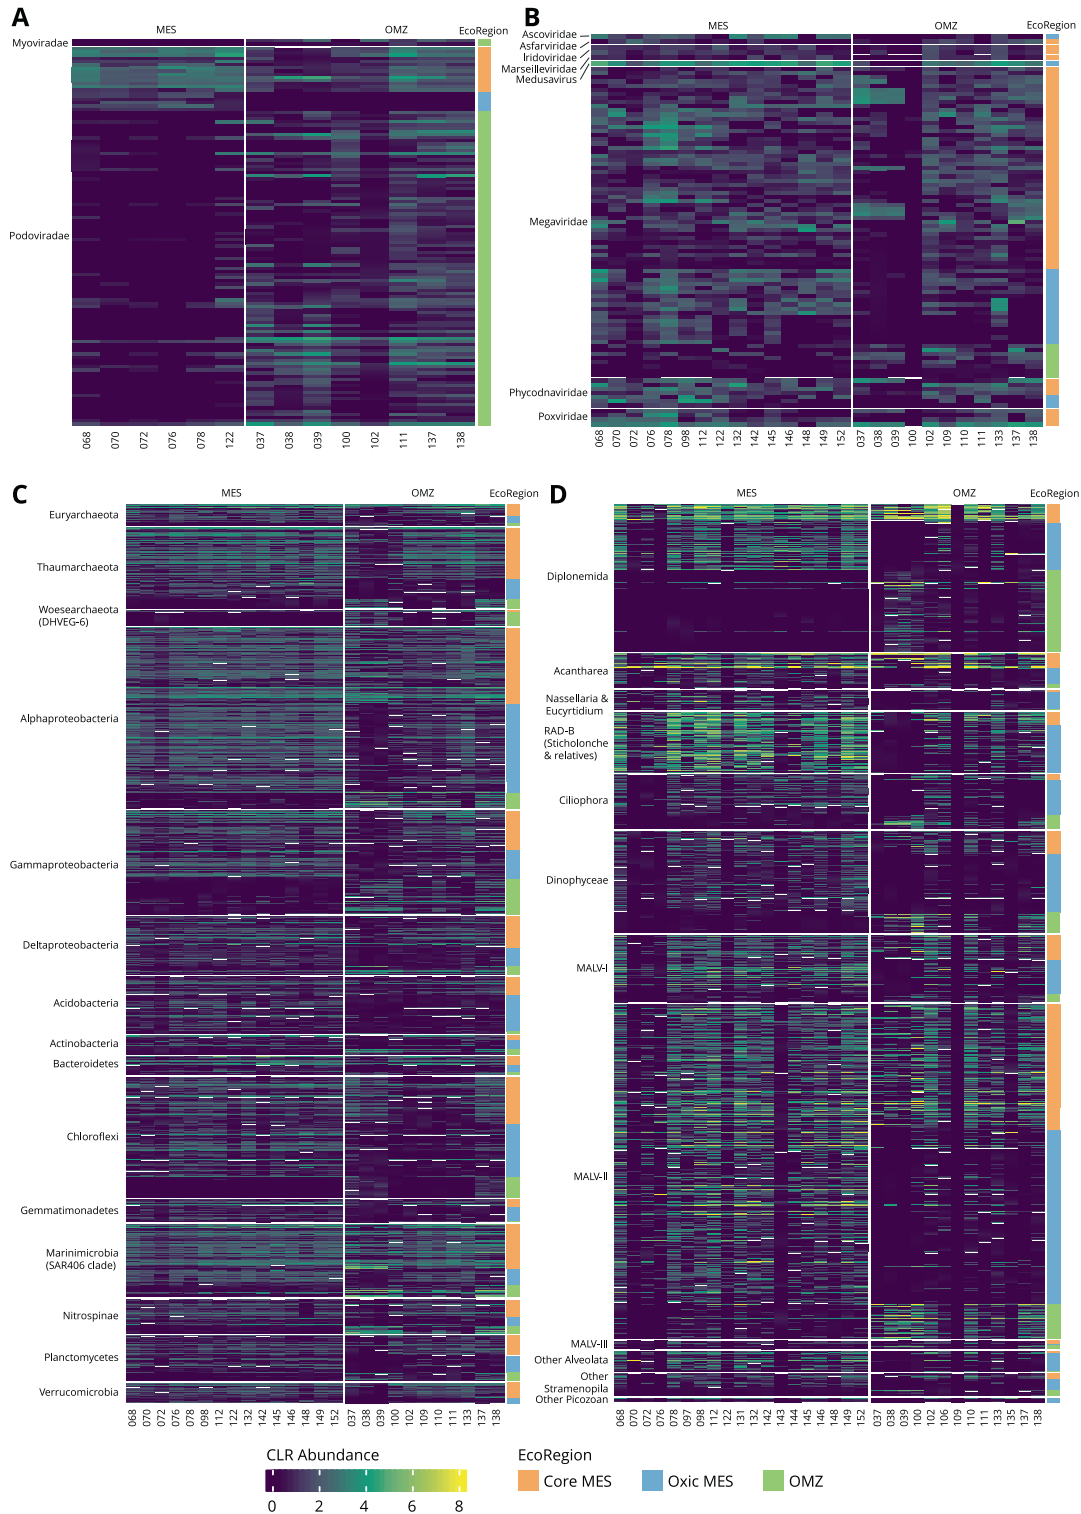 A
MES
OMZ
EcoRegion
Myoviradae
Podoviradae
068
070
072
076
078
122
037
038
039
100
102
111
137
138
B
MES
OMZ
EcoRegion
Ascoviridae
Asfarviridae
Iridoviridae
Marseilleviridae
Medusavirus
Megaviridae
Phycodnaviridae
Poxviridae
068
070
072
076
078
098
112
122
132
142
145
146
148
149
152
037
038
039
100
102
109
110
111
133
137
138
C
MES
OMZ
EcoRegion
Euryarchaeota
Thaumarchaeota
Woesearchaeota
(DHVEG-6)
Alphaproteobacteria
Gammaproteobacteria
Deltaproteobacteria
Acidobacteria
Actinobacteria
Bacteroidetes
Chloroflexi
Gemmatimonadetes
Marinimicrobia
(SAR406 clade)
Nitrospinae
Planctomycetes
Verrucomicrobia
068
070
072
076
078
098
112
122
132
142
145
146
148
149
152
037
038
039
100
102
109
110
111
133
137
138
D
MES
OMZ
EcoRegion
Diplonemida
Acantharea
Nassellaria &
Eucyrtidium
RAD-B
(Sticholonche
& relatives)
Ciliophora
Dinophyceae
MALV-I
MALV-II
MALV-III
Other Alveolata
Other
Stramenopila
Other Picozoan
068
070
072
076
078
097
098
112
122
131
132
142
143
144
145
146
148
149
152
037
038
039
100
102
106
109
110
111
133
135
137
138
CLR Abundance
0 2 4 6 8
EcoRegion
Core MES
Oxic MES
OMZ